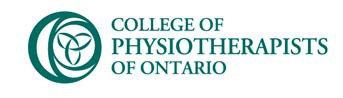 COLLEGE OF
PHYSIOTHERAPISTS
OF ONTARIO